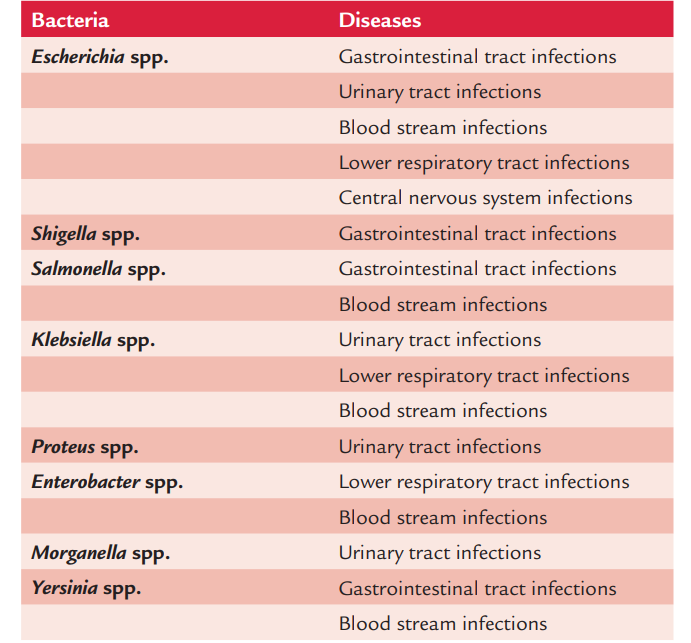 Bacteria Diseases
Escherichia spp. Gastrointestinal tract infections
Urinary tract infections
Blood stream infections
Lower respiratory tract infections
Central nervous system infections
Shigella spp. Gastrointestinal tract infections
Salmonella spp. Gastrointestinal tract infections
Blood stream infections
Klebsiella spp. Urinary tract infections
Lower respiratory tract infections
Blood stream infections
Proteus spp. Urinary tract infections
Enterobacter spp. Lower respiratory tract infections
Blood stream infections
Morganella spp. Urinary tract infections
Yersinia spp. Gastrointestinal tract infections
Blood stream infections